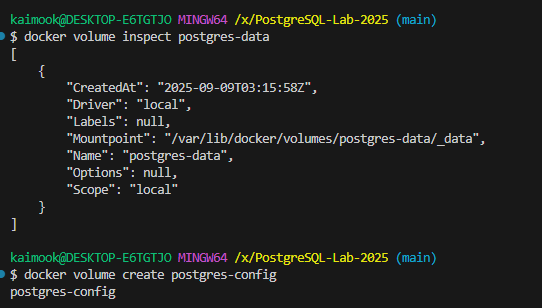 kaimook@DESKTOP-E6TGTJO MINGW64 /x/PostgreSQL-Lab-2025 (main)
$ docker volume inspect postgres-data
[
    {
        "CreatedAt": "2025-09-09T03:15:58Z",
        "Driver": "local",
        "Labels": null,
        "Mountpoint": "/var/lib/docker/volumes/postgres-data/_data",
        "Name": "postgres-data",
        "Options": null,
        "Scope": "local"
    }
]
kaimook@DESKTOP-E6TGTJO MINGW64 /x/PostgreSQL-Lab-2025 (main)
$ docker volume create postgres-config
postgres-config